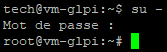 tech@vm-glpi:~$ su -
Mot de passe :
root@vm-glpi:~#